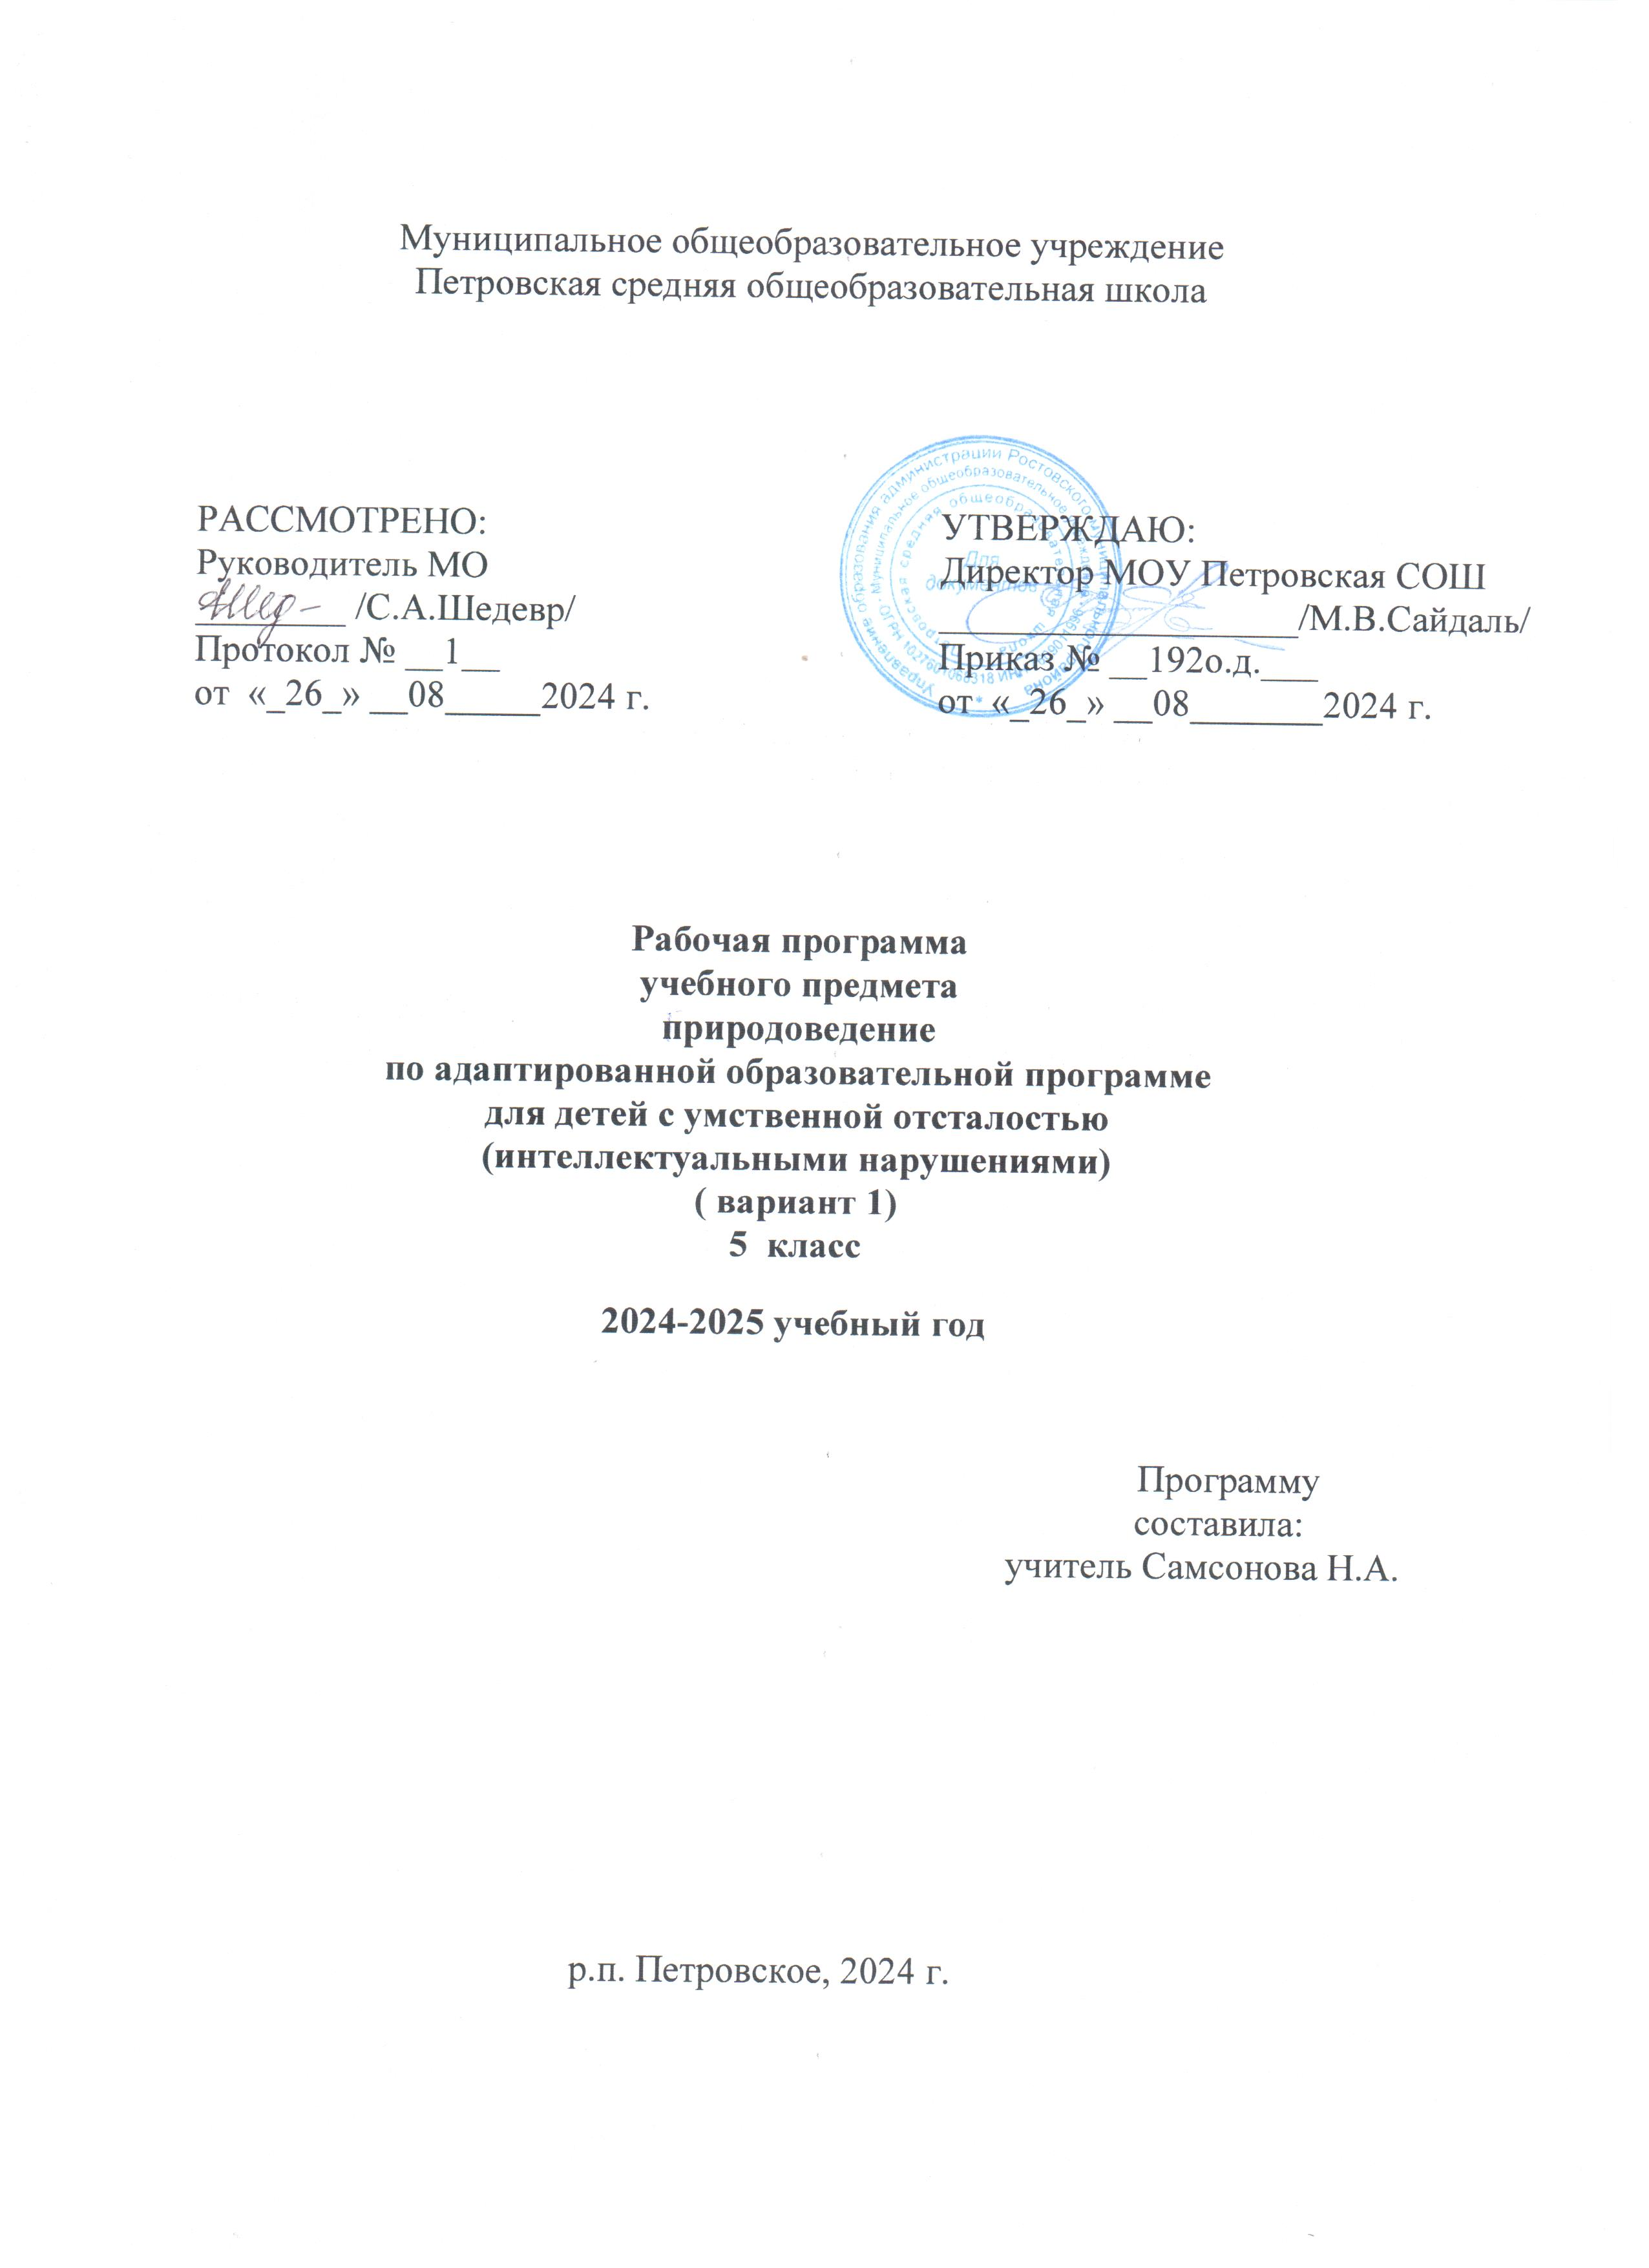 Муниципальное общеобразовательное учреждение
Петровская средняя общеобразовательная школа
РАССМОТРЕНО:
Руководитель МО
________ /С.А.Шедевр/
Протокол № __1__
от «_26_» __08_____2024 г.
УТВЕРЖДАЮ:
Директор МОУ Петровская СОШ
___________________/М.В.Сайдаль/
Приказ № __192о.д.___
от «_26_» __08_______2024 г.
Для
документов
Рабочая программа
учебного предмета
природоведение
по адаптированной образовательной программе
для детей с умственной отсталостью
(интеллектуальными нарушениями)
( вариант 1)
5 класс
2024-2025 учебный год
Программу
составила:
учитель Самсонова Н.А.
р.п. Петровское, 2024 г.